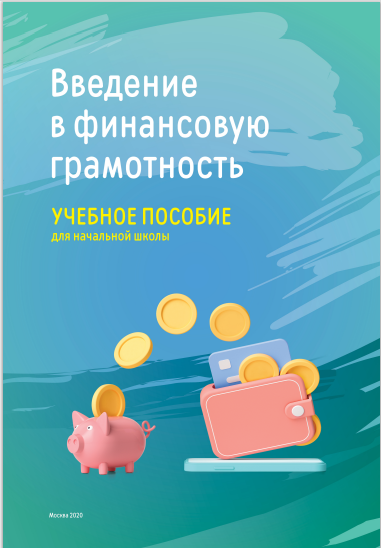 Введение
в финансовую
грамотность
УЧЕБНОЕ ПОСОБИЕ
для начальной школы
Москва 2020